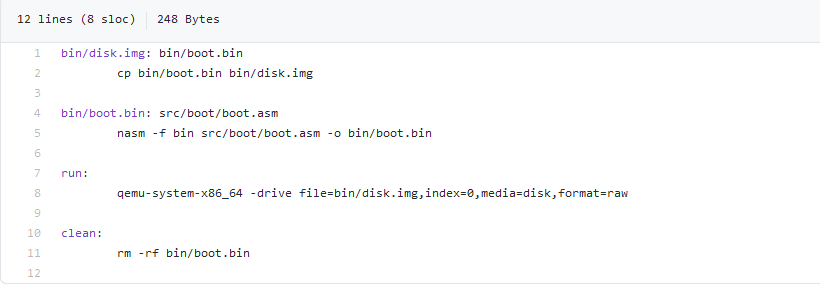 12 lines (8 sloc) 248 Bytes
1 bin/disk.img: bin/boot.bin
2 cp bin/boot.bin bin/disk.img
3
4 bin/boot.bin: src/boot/boot.asm
5 nasm -f bin src/boot/boot.asm -o bin/boot.bin
6
7 run:
8 qemu-system-x86_64 -drive file=bin/disk.img,index=0,media=disk,format=raw
9
10 clean:
11 rm -rf bin/boot.bin
12